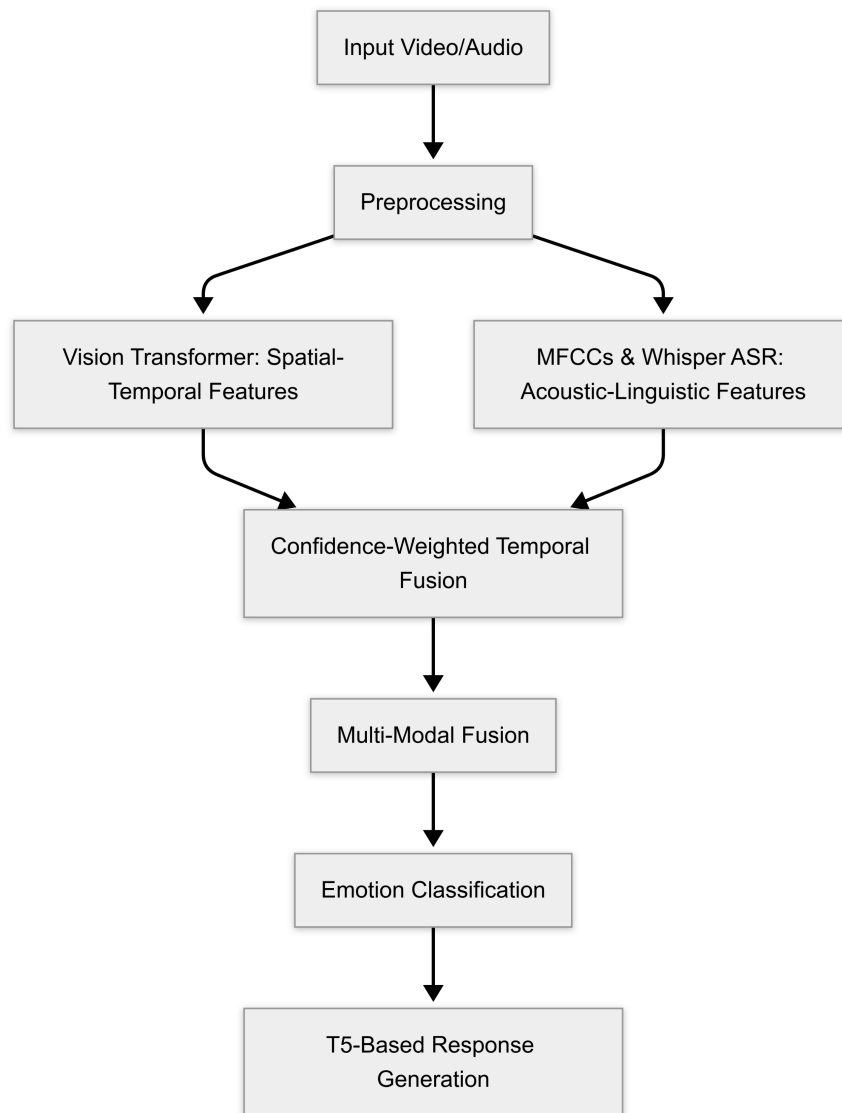 Input Video/Audio
Preprocessing
Vision Transformer: Spatial-
Temporal Features
MFCCs & Whisper ASR:
Acoustic-Linguistic Features
Confidence-Weighted Temporal
Fusion
Multi-Modal Fusion
Emotion Classification
T5-Based Response
Generation